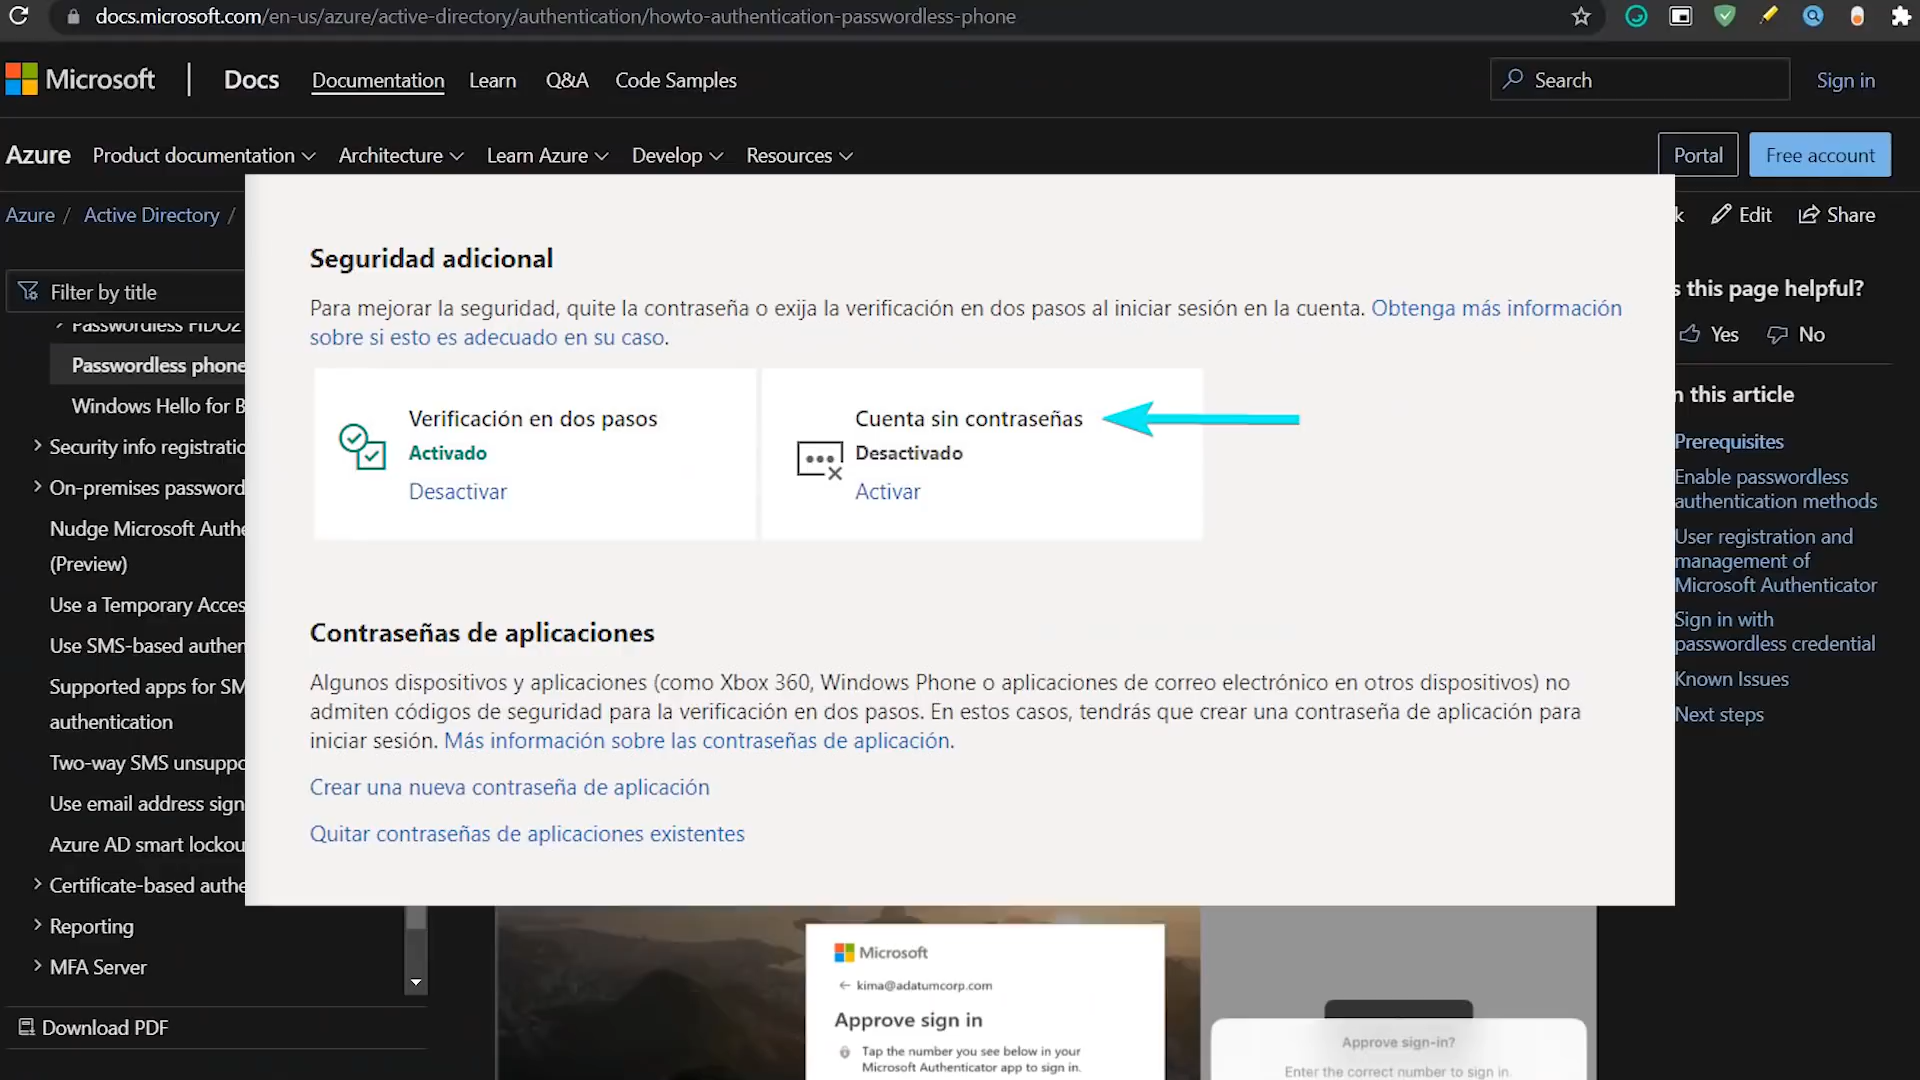 docs.microsoft.com/en-us/azure/active-directory/authentication/howto-authentication-passwordless-phone
Microsoft
Docs
Documentation
Learn
Q&A
Code Samples
Search
Sign in
Azure
Product documentation
Architecture
Learn Azure
Develop
Resources
Portal
Free account
Azure / Active Directory /
Edit
Share
Filter by title
Passwordless FIDO2
Passwordless phone
Windows Hello for B
Security info registratio
On-premises password
Nudge Microsoft Authe
(Preview)
Use a Temporary Acces
Use SMS-based authen
Supported apps for SM
authentication
Two-way SMS unsuppo
Use email address sign
Azure AD smart lockou
Certificate-based authe
Reporting
MFA Server
Download PDF
Seguridad adicional
Para mejorar la seguridad, quite la contraseña o exija la verificación en dos pasos al iniciar sesión en la cuenta. Obtenga más información
sobre si esto es adecuado en su caso.
Verificación en dos pasos
Activado
Desactivar
Cuenta sin contraseñas
Desactivado
Activar
Contraseñas de aplicaciones
Algunos dispositivos y aplicaciones (como Xbox 360, Windows Phone o aplicaciones de correo electrónico en otros dispositivos) no
admiten códigos de seguridad para la verificación en dos pasos. En estos casos, tendrás que crear una contraseña de aplicación para
iniciar sesión. Más información sobre las contraseñas de aplicación.
Crear una nueva contraseña de aplicación
Quitar contraseñas de aplicaciones existentes
s this page helpful?
Yes
No
n this article
Prerequisites
Enable passwordless
authentication methods
User registration and
management of
Microsoft Authenticator
Sign in with
passwordless credential
Known Issues
Next steps
Microsoft
kima@adatumcorp.com
Approve sign in
Tap the number you see below in your
Microsoft Authenticator app to sign in.
Approve sign-in?
Enter the correct number to sign in.